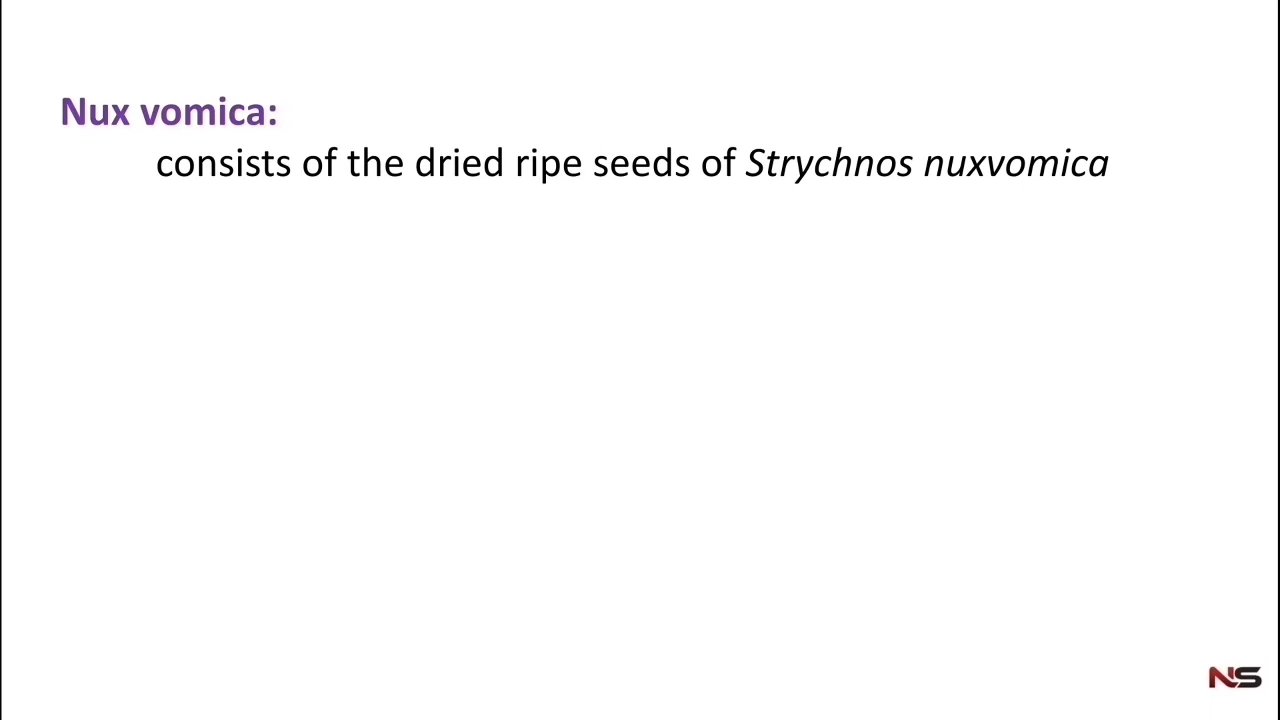 Nux vomica:
consists of the dried ripe seeds of Strychnos nuxvomica
NS